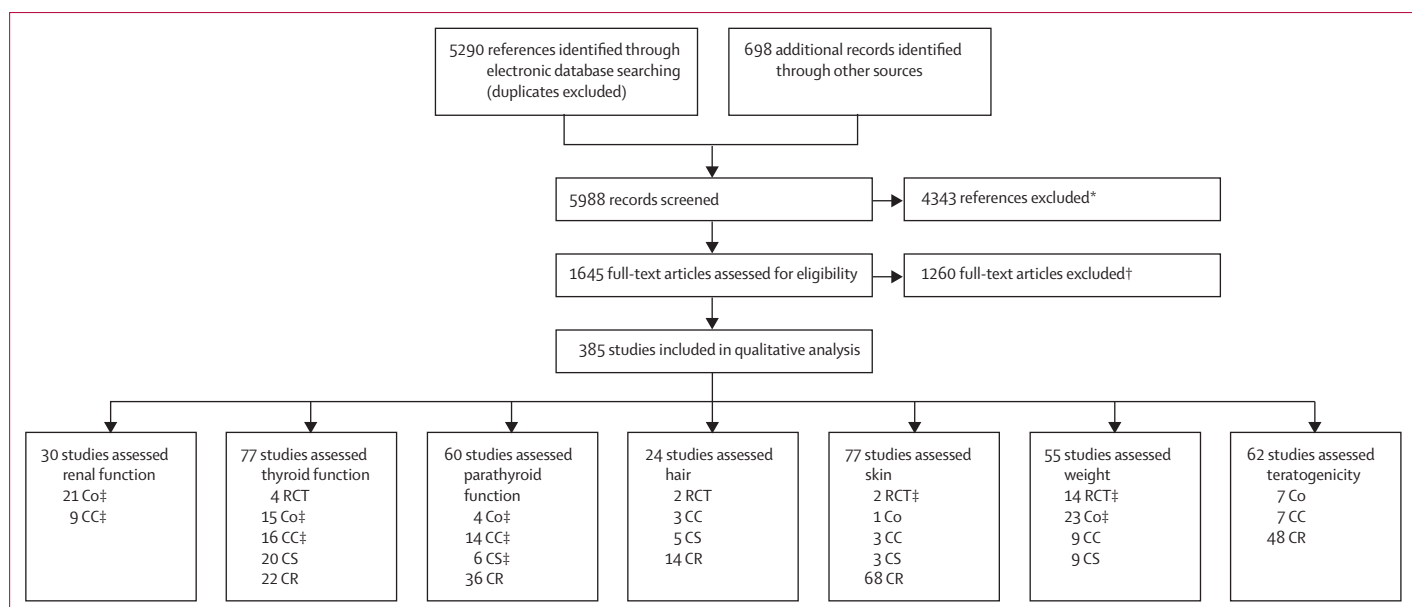 5290 references identified through
electronic database searching
(duplicates excluded)
698 additional records identified
through other sources
5988 records screened
4343 references excluded*
1645 full-text articles assessed for eligibility
1260 full-text articles excluded†
385 studies included in qualitative analysis
30 studies assessed
renal function
21 Co‡
9 CC‡
77 studies assessed
thyroid function
4 RCT
15 Co‡
16 CC‡
20 CS
22 CR
60 studies assessed
parathyroid
function
4 Co‡
14 CC‡
6 CS‡
36 CR
24 studies assessed
hair
2 RCT
3 CC
5 CS
14 CR
77 studies assessed
skin
2 RCT‡
1 Co
3 CC
3 CS
68 CR
55 studies assessed
weight
14 RCT‡
23 Co‡
9 CC
9 CS
62 studies assessed
teratogenicity
7 Co
7 CC
48 CR